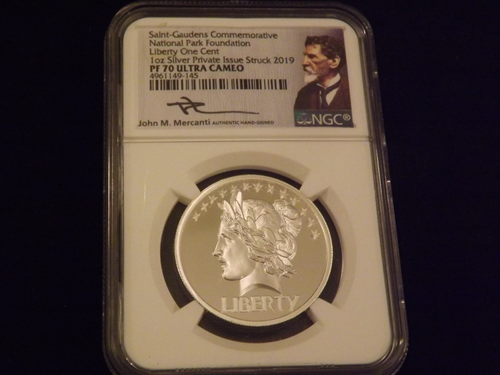 Saint-Gaudens Commemorative
National Park Foundation
Liberty One Cent
1oz Silver Private Issue Struck 2019
PF 70 ULTRA CAMEO
4961149-145
John M. Mercanti AUTHENTIC HAND-SIGNED
NGC®
LIBERTY